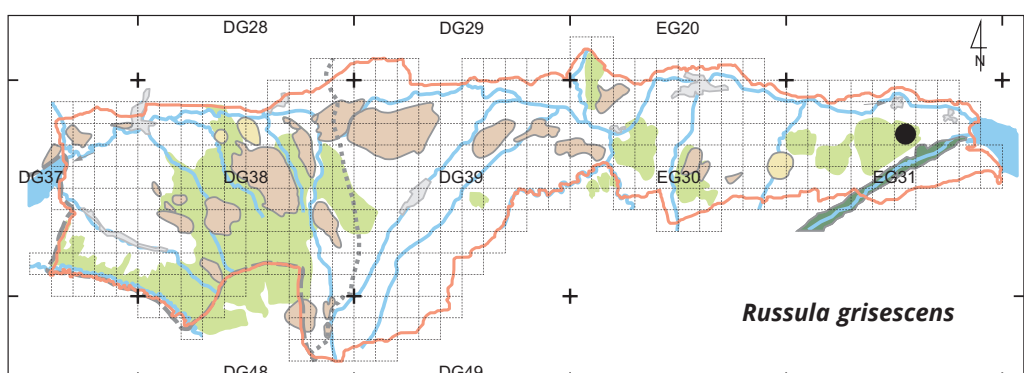 DG28 DG29 EG20
N
DG37 DG38 DG39 EG30 EG31
Russula grisescens
DG48 DG49